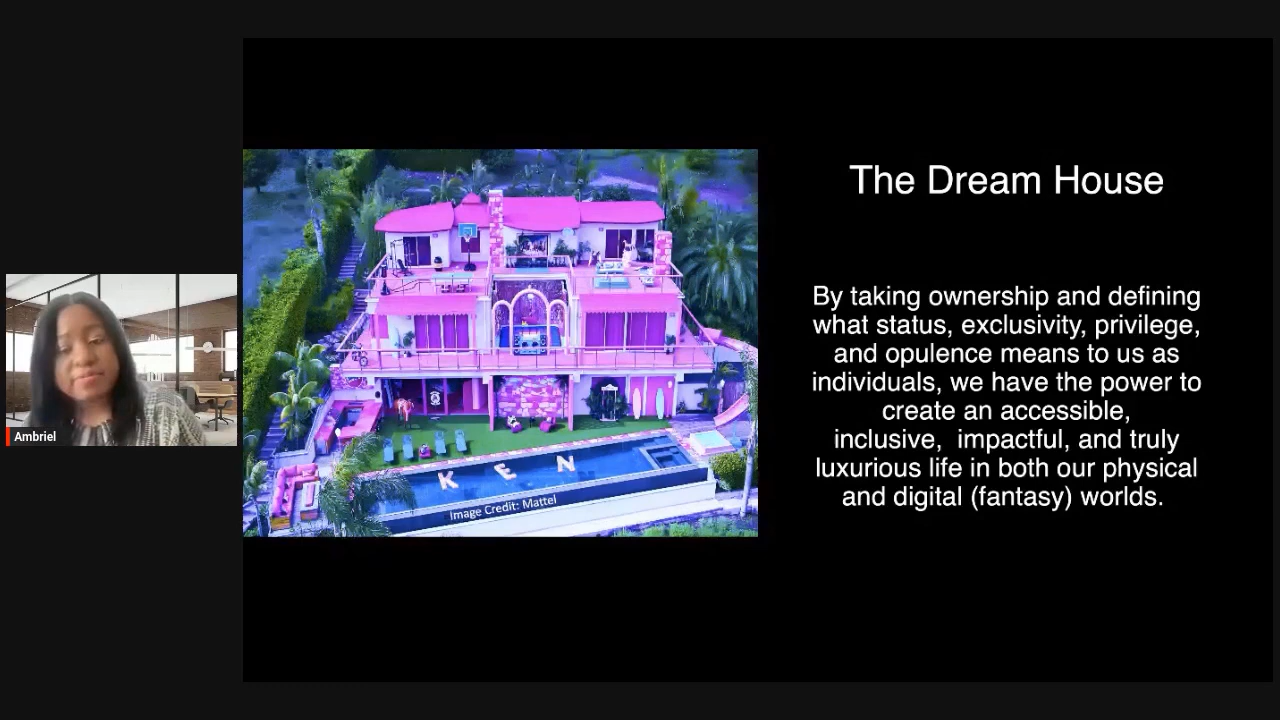 The Dream House
By taking ownership and defining
what status, exclusivity, privilege,
and opulence means to us as
individuals, we have the power to
create an accessible,
inclusive,  impactful, and truly
luxurious life in both our physical
and digital (fantasy) worlds.
KEN
Image Credit: Mattel
Ambriel